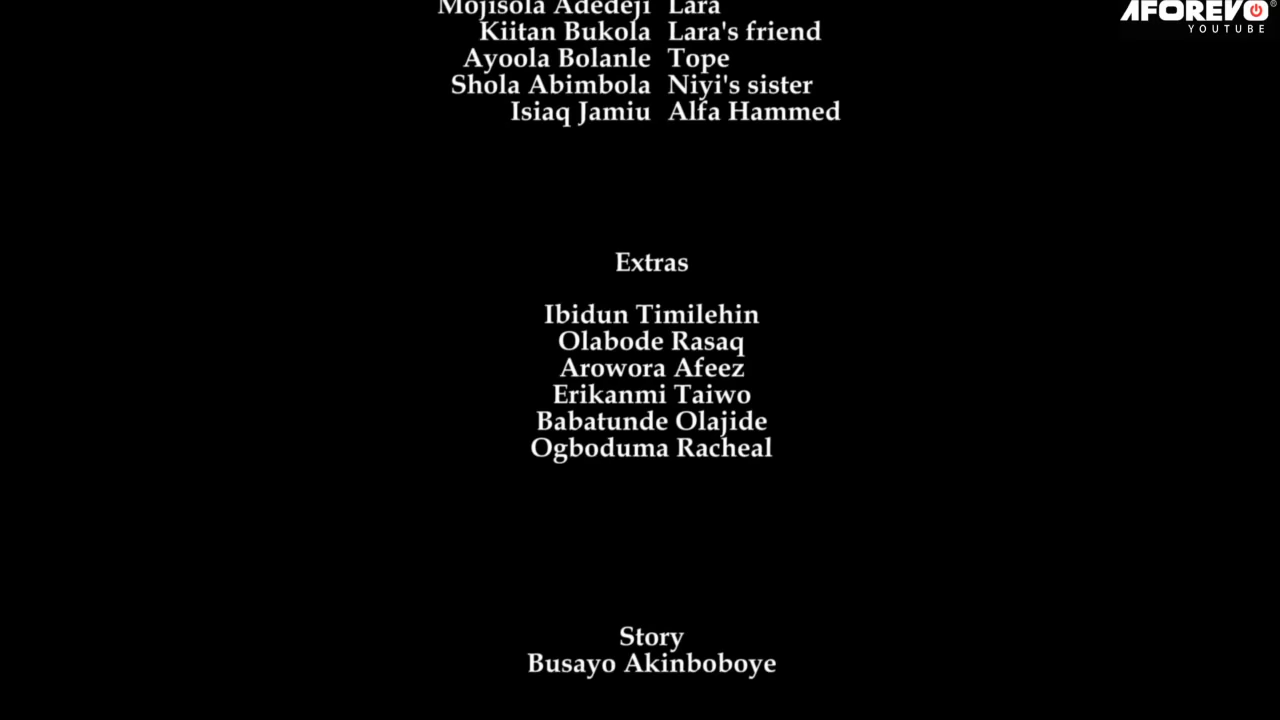 AFOREVO
YOUTUBE
Mojisola Adedeji Lara
Kiitan Bukola Lara's friend
Ayoola Bolanle Tope
Shola Abimbola Niyi's sister
Isiaq Jamiu Alfa Hammed
Extras
Ibidun Timilehin
Olabode Rasaq
Arowora Afeez
Erikanmi Taiwo
Babatunde Olajide
Ogboduma Racheal
Story
Busayo Akinboboye